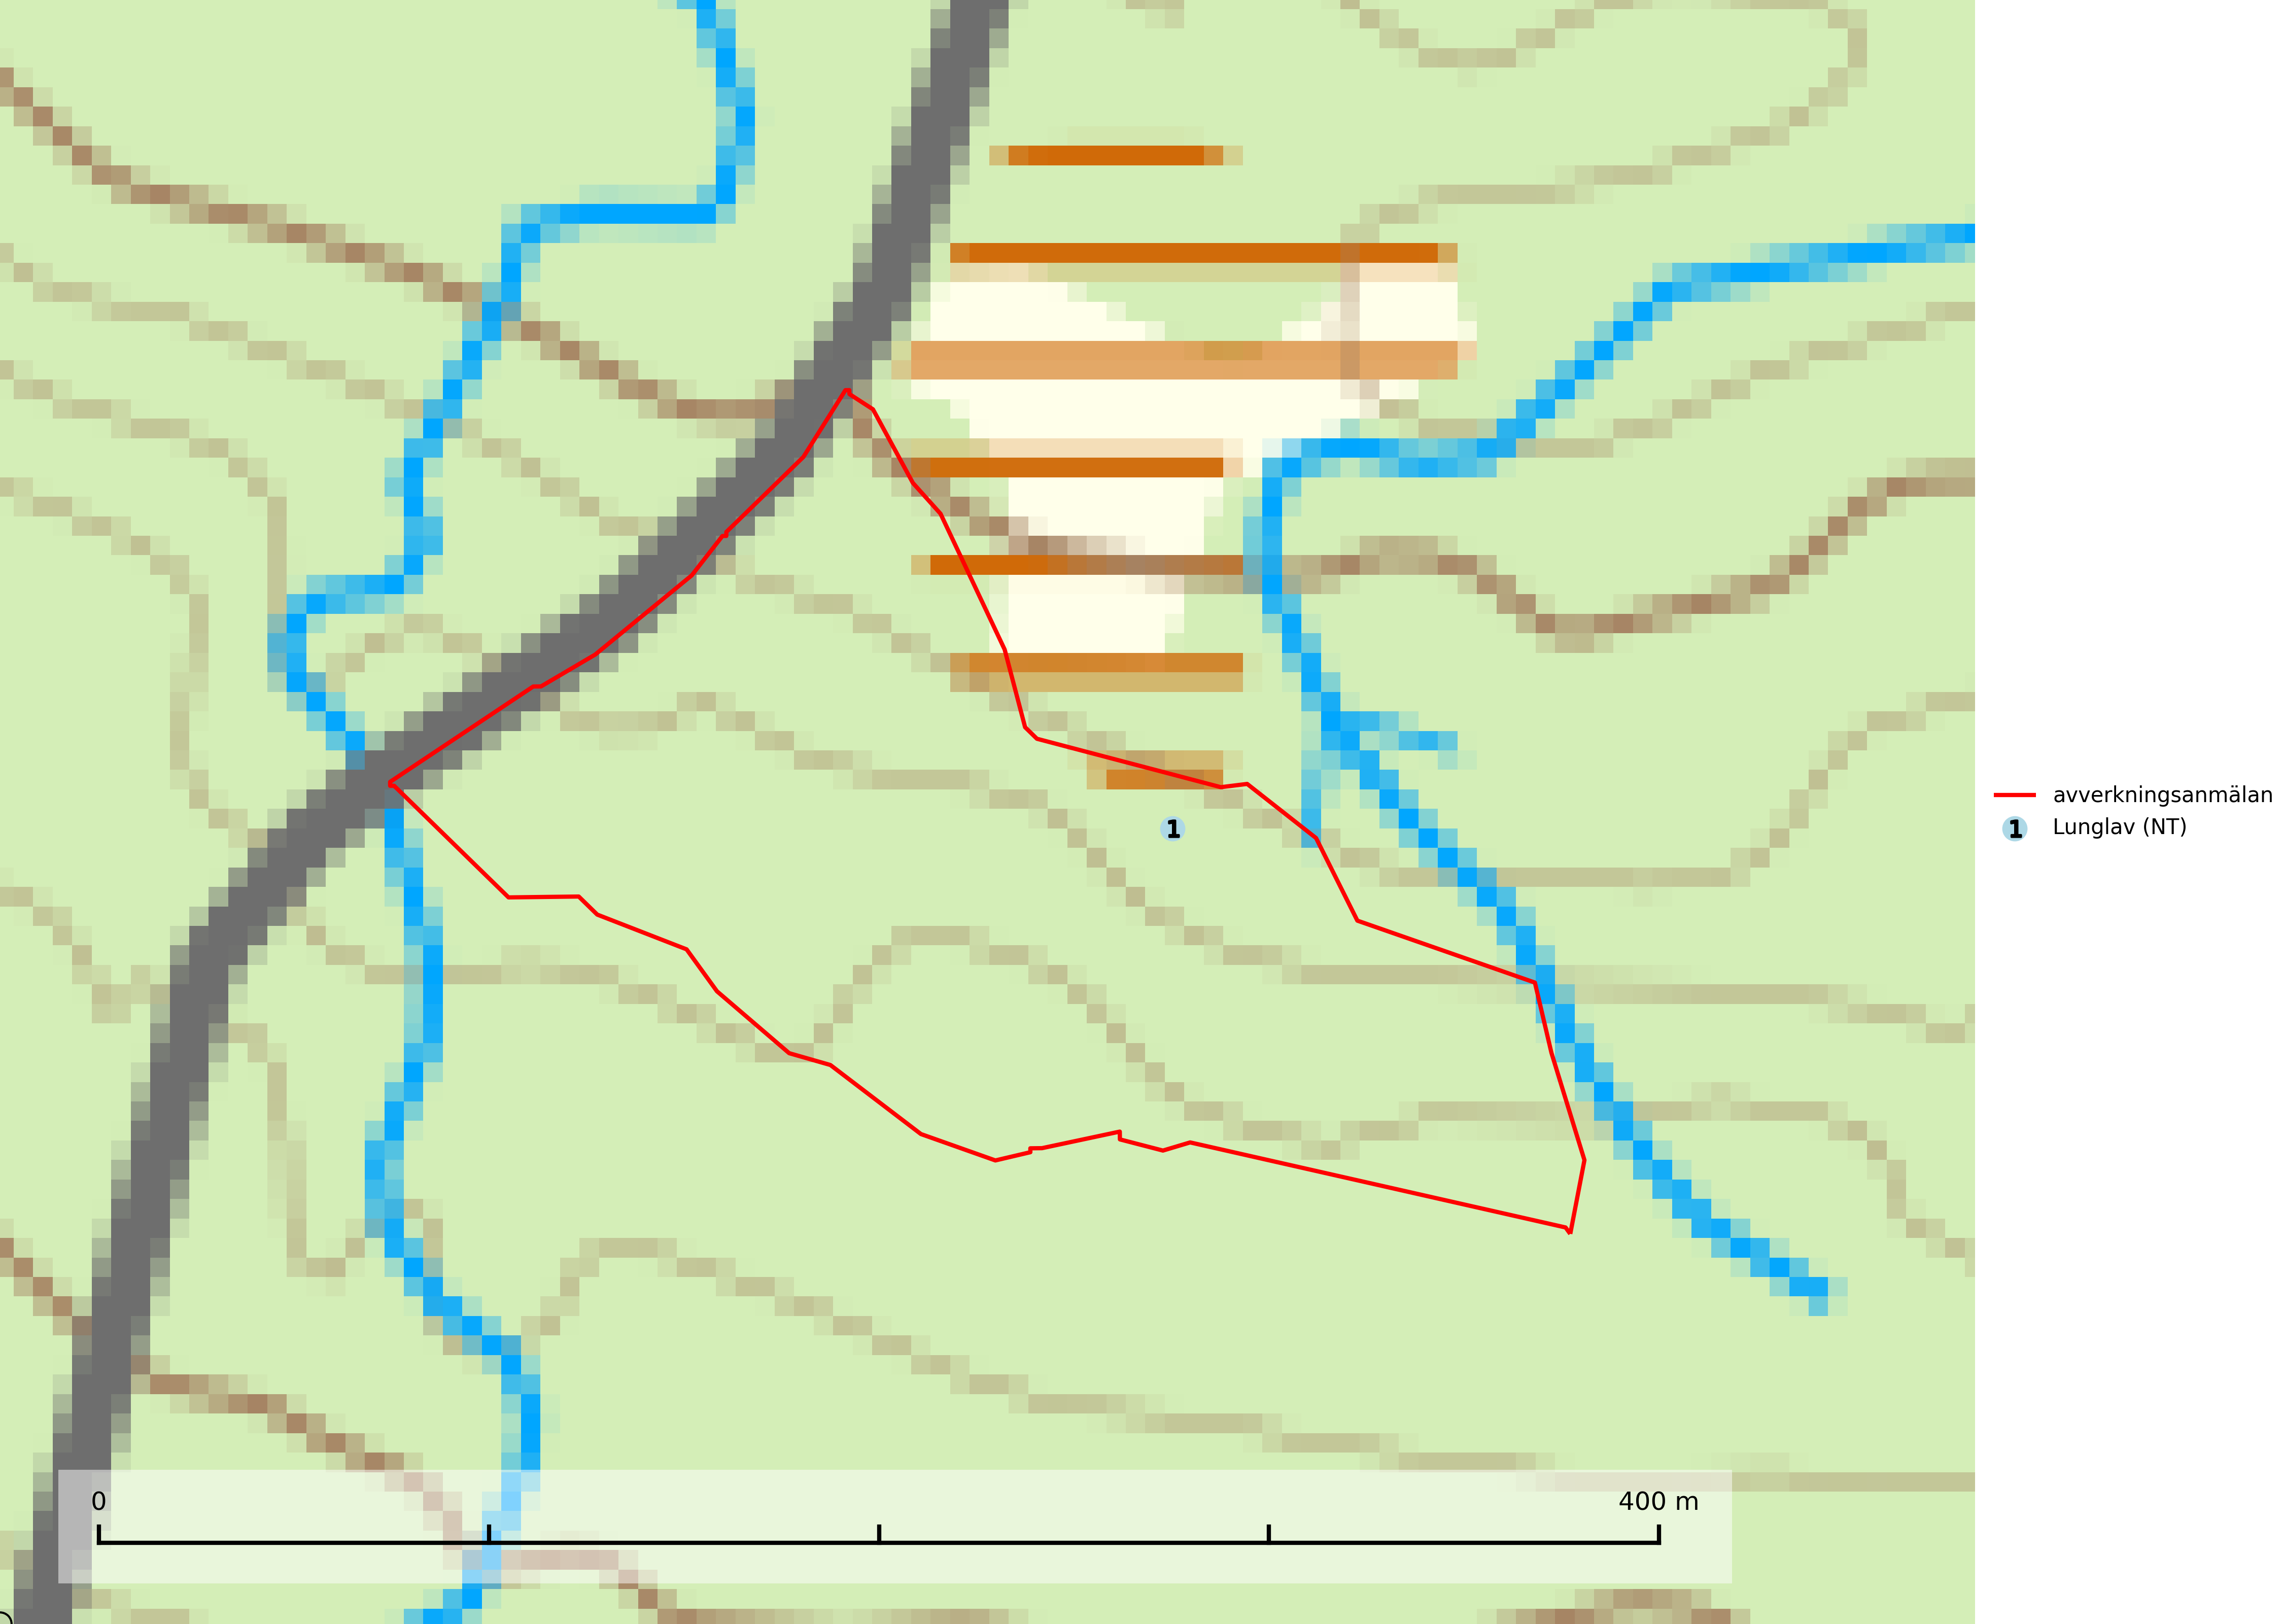 1
avverkningsanmälan
1 Lunglav (NT)
0 400 m